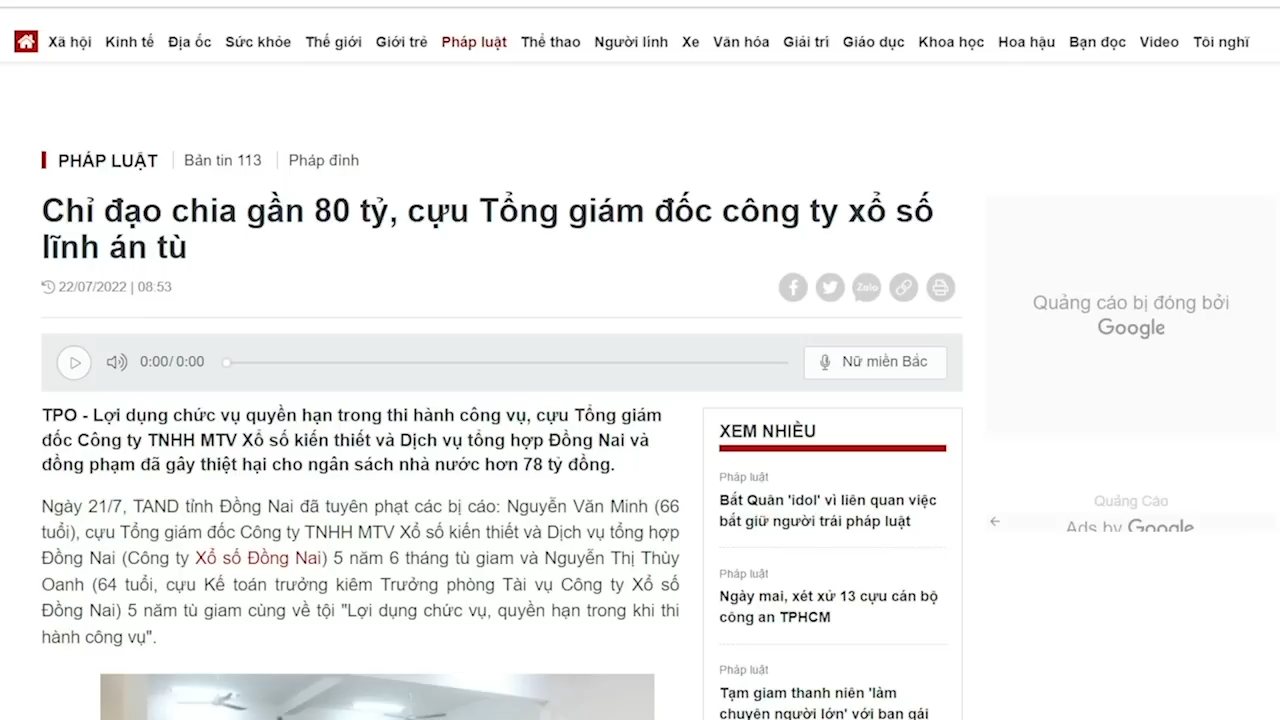 Xã hội Kinh tế Địa ốc Sức khỏe Thế giới Giới trẻ Pháp luật Thể thao Người lính Xe Văn hóa Giải trí Giáo dục Khoa học Hoa hậu Bạn đọc Video Tôi nghĩ
PHÁP LUẬT Bản tin 113 Pháp đình
Chỉ đạo chia gần 80 tỷ, cựu Tổng giám đốc công ty xổ số
lĩnh án tù
22/07/2022 | 08:53
Zalo
Quảng cáo bị đóng bởi
Google
0:00/ 0:00
Nữ miền Bắc
TPO - Lợi dụng chức vụ quyền hạn trong thi hành công vụ, cựu Tổng giám
đốc Công ty TNHH MTV Xổ số kiến thiết và Dịch vụ tổng hợp Đồng Nai và
đồng phạm đã gây thiệt hại cho ngân sách nhà nước hơn 78 tỷ đồng.
Ngày 21/7, TAND tỉnh Đồng Nai đã tuyên phạt các bị cáo: Nguyễn Văn Minh (66
tuổi), cựu Tổng giám đốc Công ty TNHH MTV Xổ số kiến thiết và Dịch vụ tổng hợp
Đồng Nai (Công ty Xổ số Đồng Nai) 5 năm 6 tháng tù giam và Nguyễn Thị Thùy
Oanh (64 tuổi, cựu Kế toán trưởng kiêm Trưởng phòng Tài vụ Công ty Xổ số
Đồng Nai) 5 năm tù giam cùng về tội "Lợi dụng chức vụ, quyền hạn trong khi thi
hành công vụ".
XEM NHIỀU
Pháp luật
Bắt Quân 'idol' vì liên quan việc
bắt giữ người trái pháp luật
Pháp luật
Ngày mai, xét xử 13 cựu cán bộ
công an TPHCM
Pháp luật
Tạm giam thanh niên 'làm
chuyện người lớn' với bạn gái
Quảng Cáo
Ads by Google